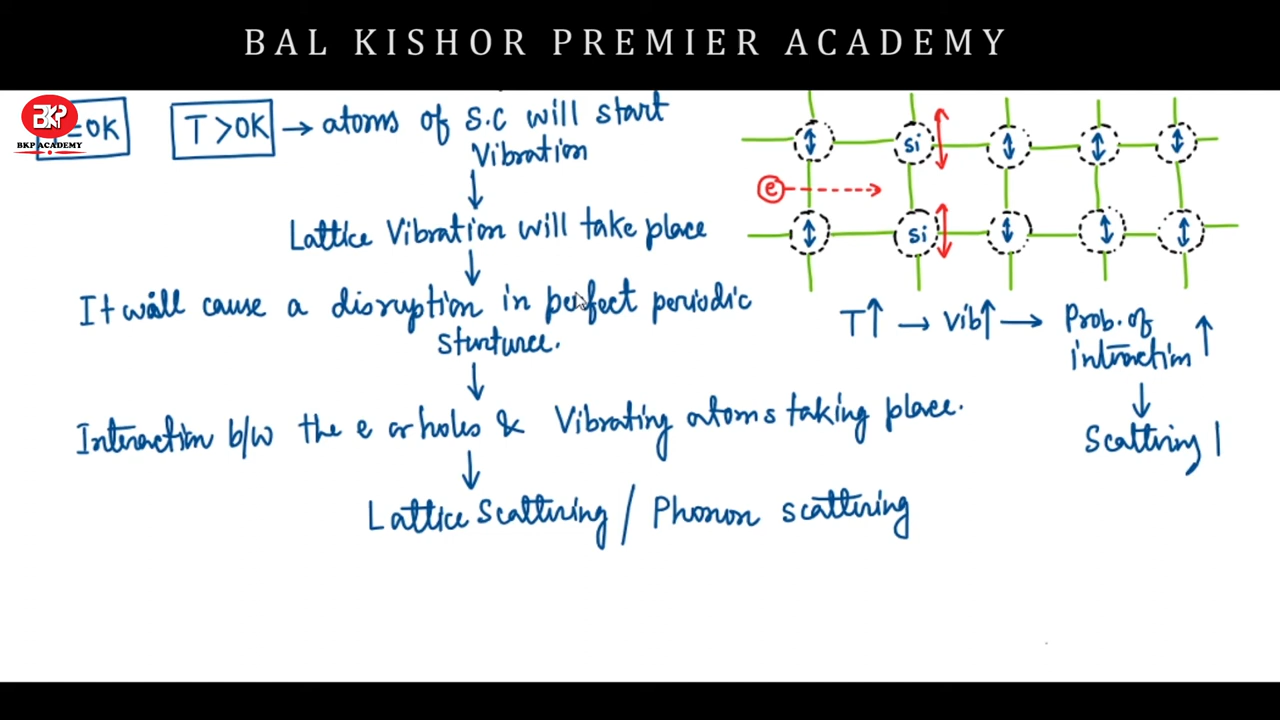 BAL KISHOR PREMIER ACADEMY
BKP
BKP ACADEMY
=0K
T>0K → atoms of S.C will start
Vibration
↓
Lattice Vibration will take place
↓
It will cause a disruption in perfect periodic
sturturce.
↓
Interaction b/w the e or holes & Vibrating atoms taking place.
↓
Lattice Scattering / Phonon scattering
si
e
si
T↑ → Vib↑ → Prob. of
interaction ↑
↓
Scattering |